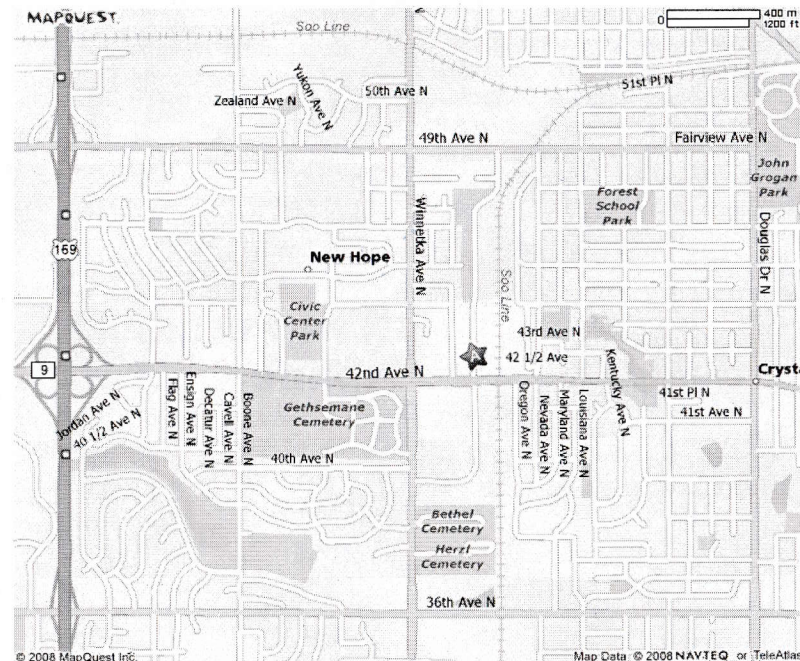 MAPQUEST.
0 400 m
1200 ft
Soo Line
51st Pl N
50th Ave N
Yukon Ave N
Zealand Ave N
49th Ave N
Fairview Ave N
John
Grogan
Park
Forest
School
Park
Winnetka Ave N
Douglas Dr N
169
New Hope
Soo Line
Civic
Center
Park
43rd Ave N
42 1/2 Ave
A
9
42nd Ave N
Kentucky Ave N
Crysta
41st Pl N
41st Ave N
Jordan Ave N
40 1/2 Ave N
Flag Ave N
Ensign Ave N
Decatur Ave N
Cavell Ave N
Boone Ave N
Gethsemane
Cemetery
Oregon Ave N
Nevada Ave N
Maryland Ave N
Louisiana Ave N
40th Ave N
Bethel
Cemetery
Herzl
Cemetery
36th Ave N
© 2008 MapQuest Inc.
Map Data © 2008 NAVTEQ or TeleAtlas